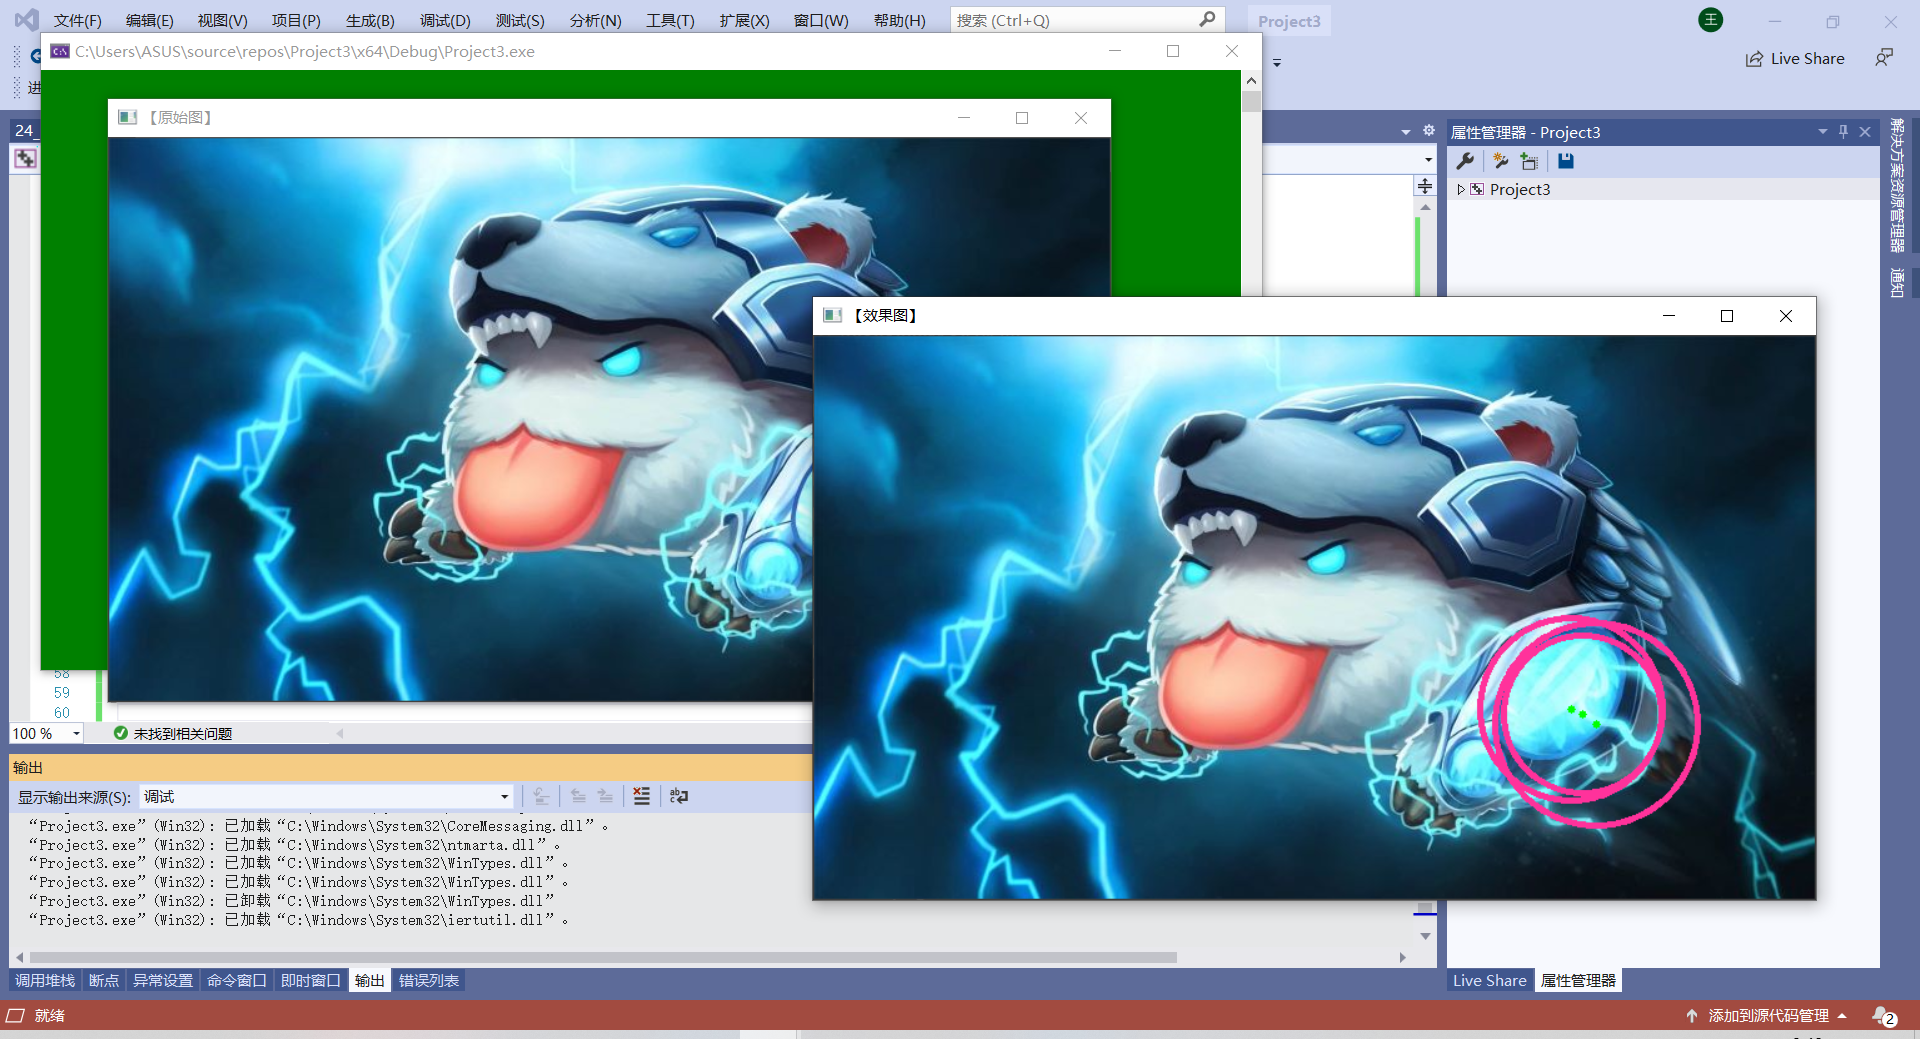 文件(F) 编辑(E) 视图(V) 项目(P) 生成(B) 调试(D) 测试(S) 分析(N) 工具(T) 扩展(X) 窗口(W) 帮助(H) 搜索 (Ctrl+Q) Project3 王
C:\Users\ASUS\source\repos\Project3\x64\Debug\Project3.exe
Live Share
进
【原始图】
24_
属性管理器 - Project3
Project3
解决方案资源管理器
通知
【效果图】
58
59
60
100 % 未找到相关问题
输出
显示输出来源(S): 调试
“Project3.exe” (Win32): 已加载 “C:\Windows\System32\CoreMessaging.dll”。
“Project3.exe” (Win32): 已加载 “C:\Windows\System32\ntmarta.dll”。
“Project3.exe” (Win32): 已加载 “C:\Windows\System32\WinTypes.dll”。
“Project3.exe” (Win32): 已加载 “C:\Windows\System32\WinTypes.dll”。
“Project3.exe” (Win32): 已卸载 “C:\Windows\System32\WinTypes.dll”
“Project3.exe” (Win32): 已加载 “C:\Windows\System32\iertutil.dll”。
调用堆栈 断点 异常设置 命令窗口 即时窗口 输出 错误列表
Live Share 属性管理器
就绪 添加到源代码管理 2